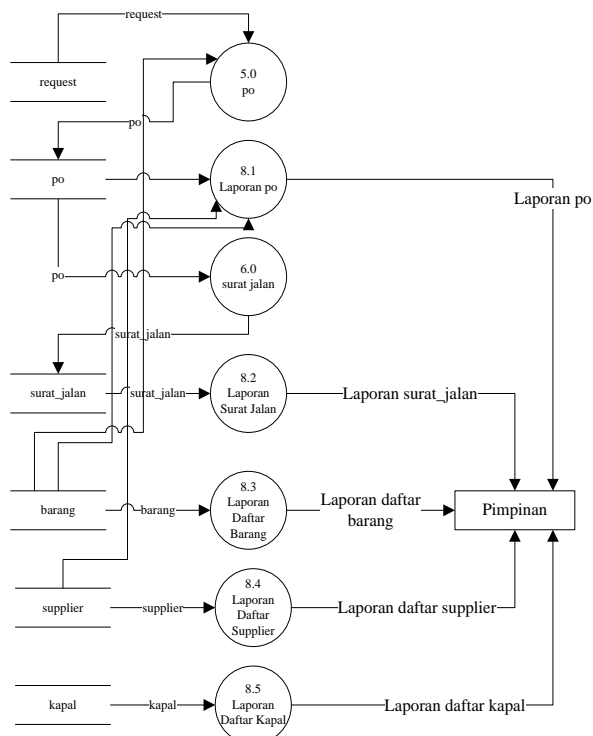 request
request
5.0
po
po
po
8.1
Laporan po
Laporan po
6.0
surat jalan
po
surat_jalan
surat_jalan
surat_jalan
8.2
Laporan
Surat Jalan
Laporan surat_jalan
barang
barang
8.3
Laporan
Daftar
Barang
Laporan daftar
barang
Pimpinan
supplier
supplier
8.4
Laporan
Daftar
Supplier
Laporan daftar supplier
kapal
kapal
8.5
Laporan
Daftar Kapal
Laporan daftar kapal